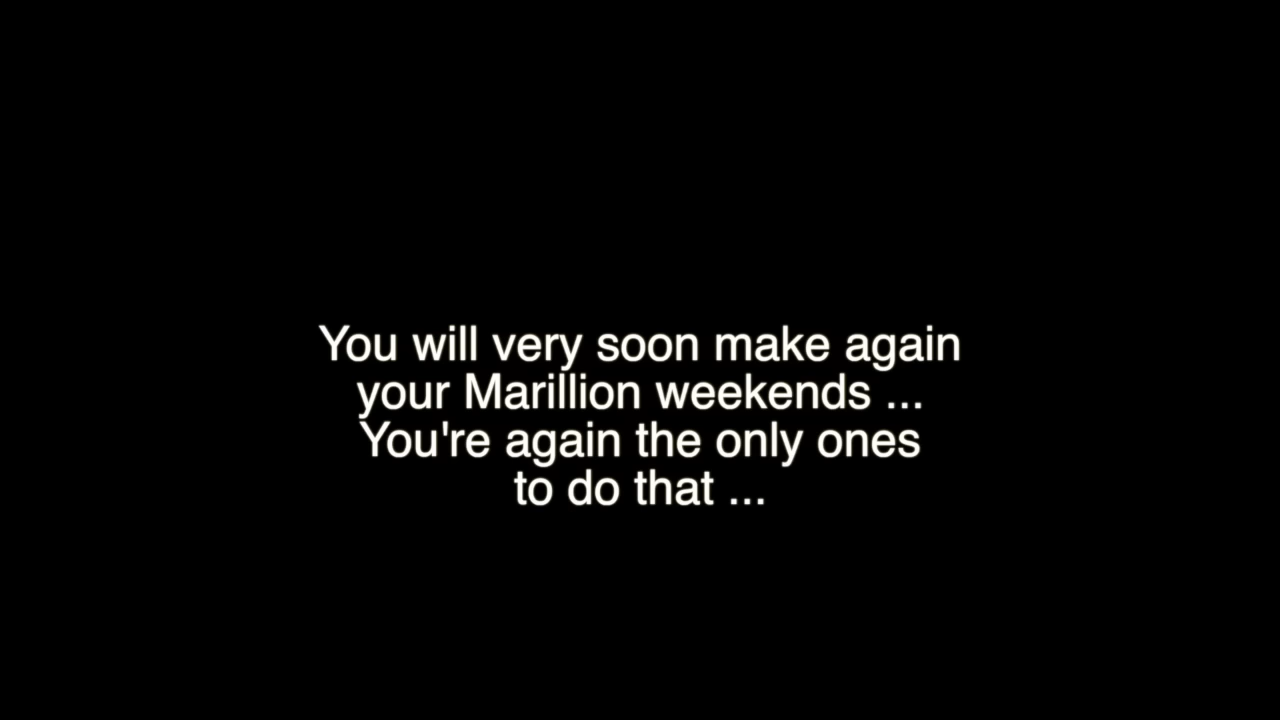 You will very soon make again
your Marillion weekends ...
You're again the only ones
to do that ...